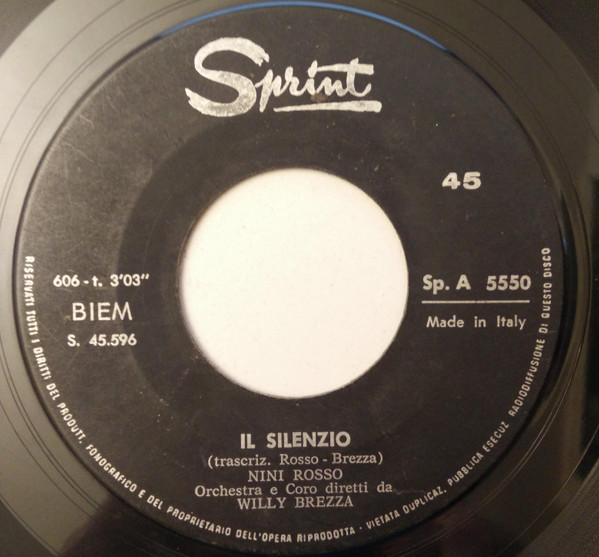 Sprint
45
606 - t. 3'03"
BIEM
S. 45.596
Sp. A 5550
Made in Italy
IL SILENZIO
(trascriz. Rosso - Brezza)
NINI ROSSO
Orchestra e Coro diretti da
WILLY BREZZA
RISERVATI TUTTI I DIRITTI DEL PRODUTT. FONOGRAFICO E DEL PROPRIETARIO DELL'OPERA RIPRODOTTA - VIETATA DUPLICAZ. PUBBLICA ESECUZ RADIODIFFUSIONE DI QUESTO DISCO